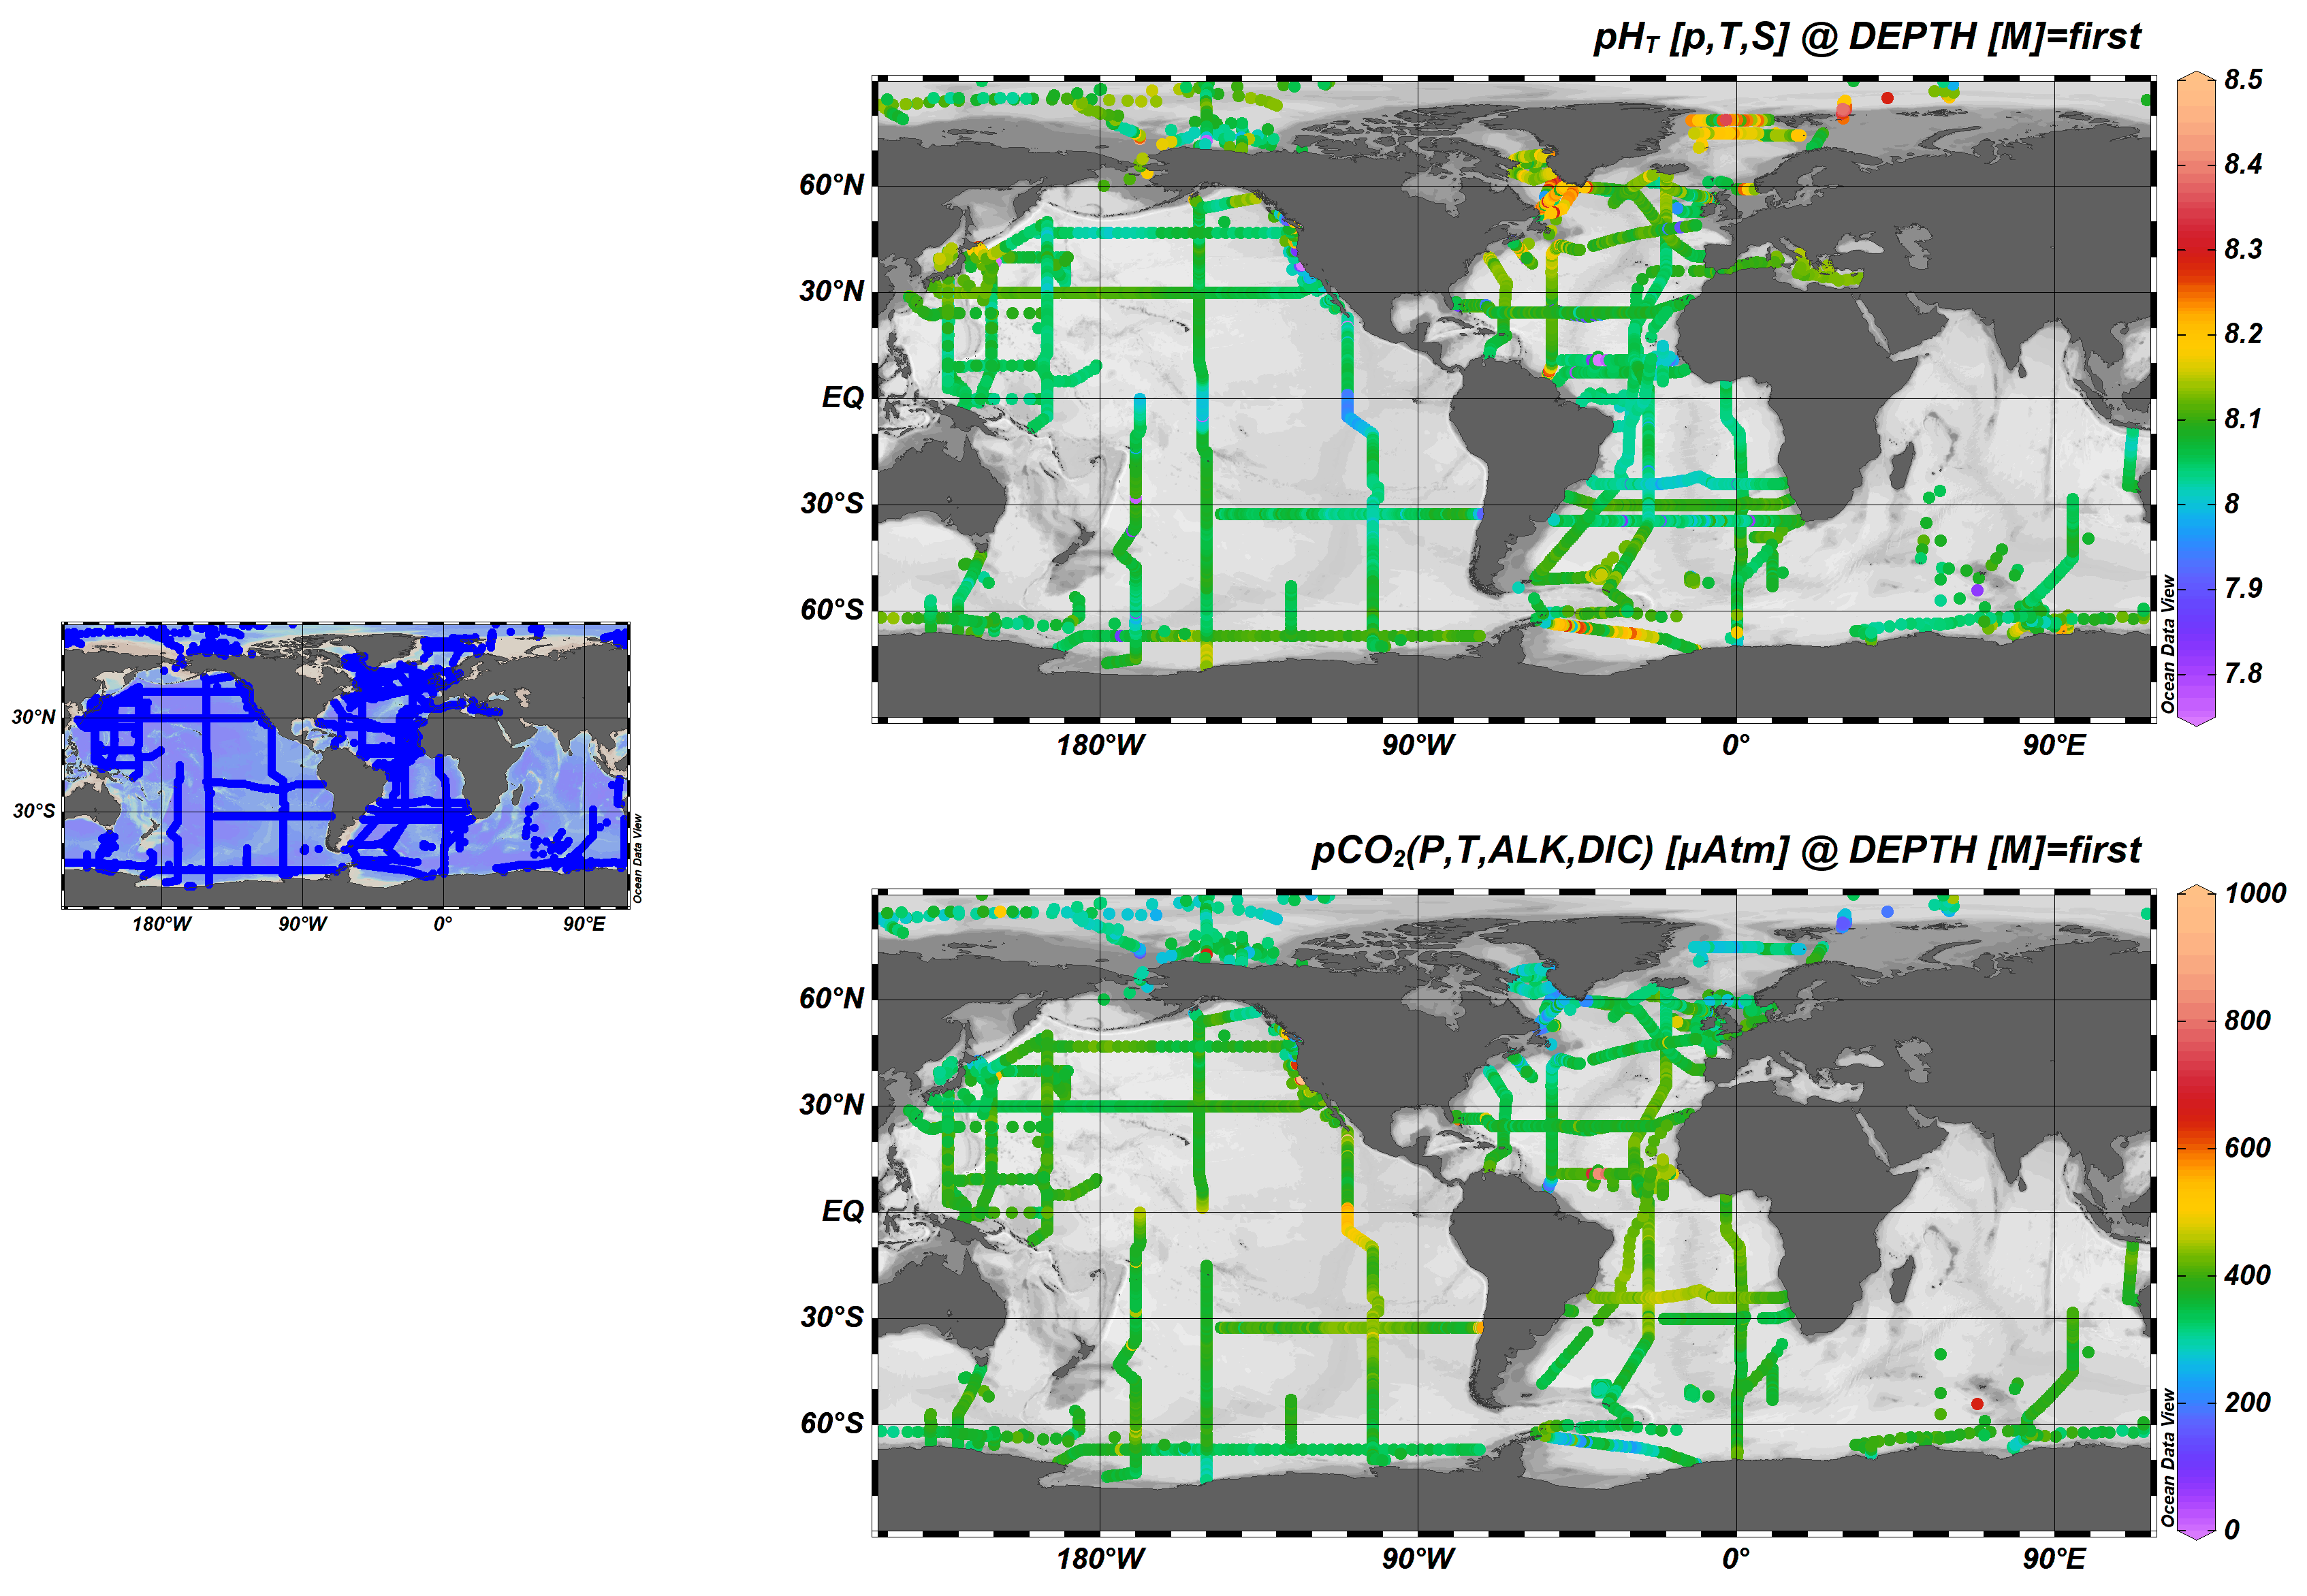 pHT [p,T,S] @ DEPTH [M]=first
8.5
8.4
8.3
8.2
8.1
8
7.9
7.8
60°N
30°N
EQ
30°S
60°S
180°W
90°W
0°
90°E
Ocean Data View
30°N
30°S
180°W
90°W
0°
90°E
Ocean Data View
pCO₂(P,T,ALK,DIC) [µAtm] @ DEPTH [M]=first
1000
800
600
400
200
0
60°N
30°N
EQ
30°S
60°S
180°W
90°W
0°
90°E
Ocean Data View